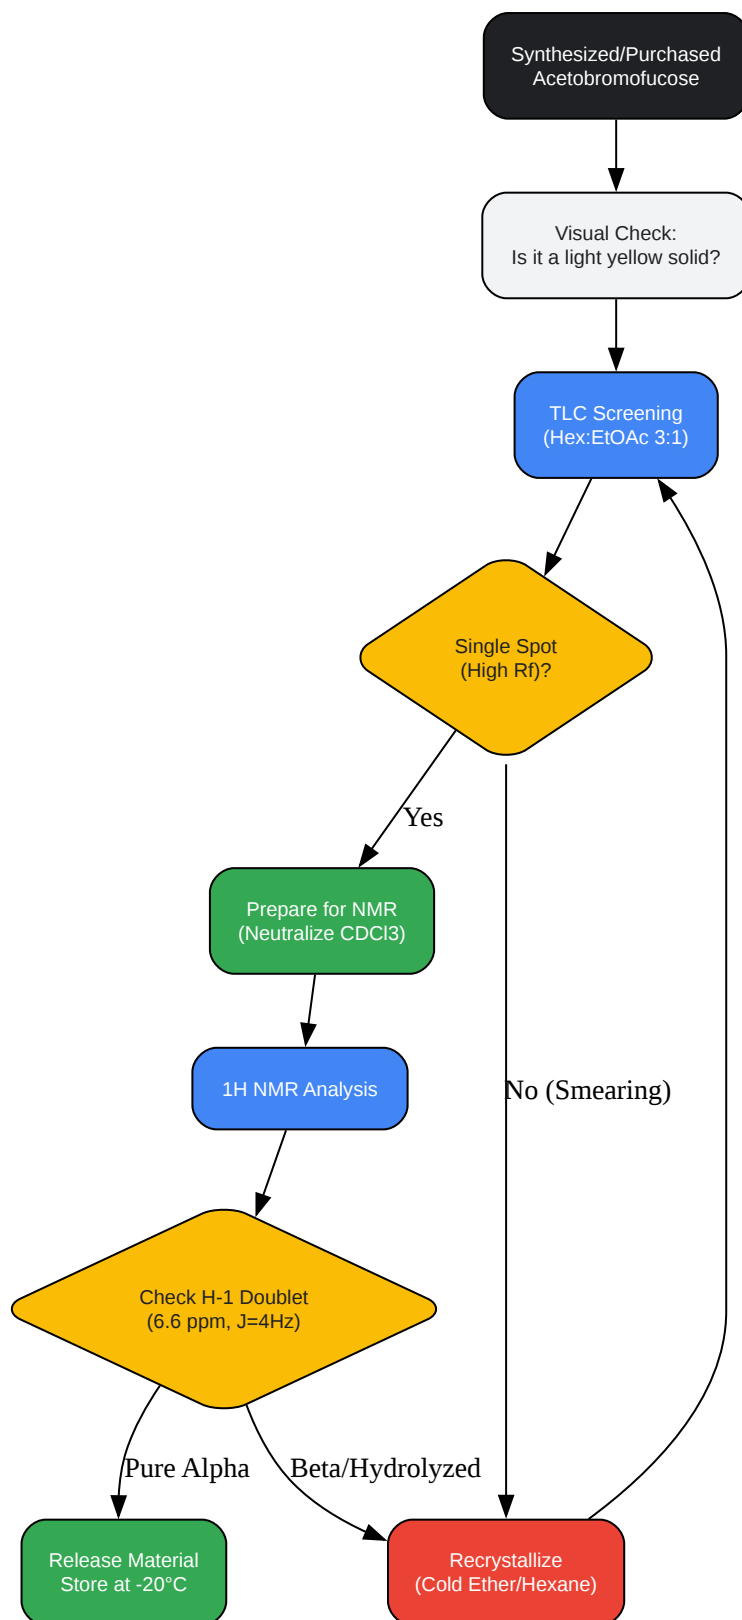 Synthesized/Purchased
Acetobromofucose
Visual Check:
Is it a light yellow solid?
TLC Screening
(Hex:EtOAc 3:1)
Single Spot
(High Rf)?
Yes
Prepare for NMR
(Neutralize CDCl3)
1H NMR Analysis
No (Smearing)
Check H-1 Doublet
(6.6 ppm, J=4Hz)
Pure Alpha
Beta/Hydrolyzed
Release Material
Store at -20°C
Recrystallize
(Cold Ether/Hexane)